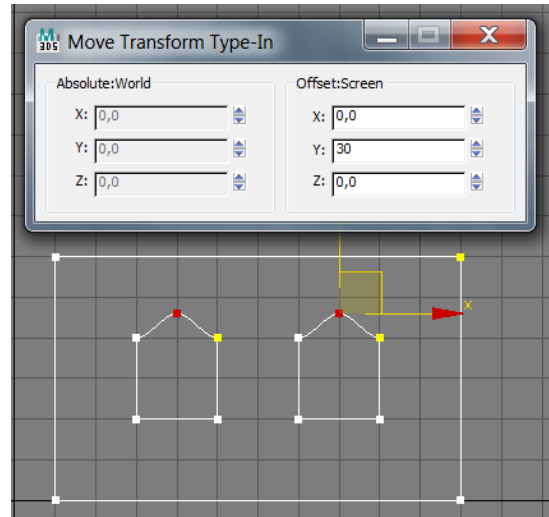 3DS Move Transform Type-In X
Absolute:World Offset:Screen
X: 0,0 X: 0,0
Y: 0,0 Y: 30
Z: 0,0 Z: 0,0
x